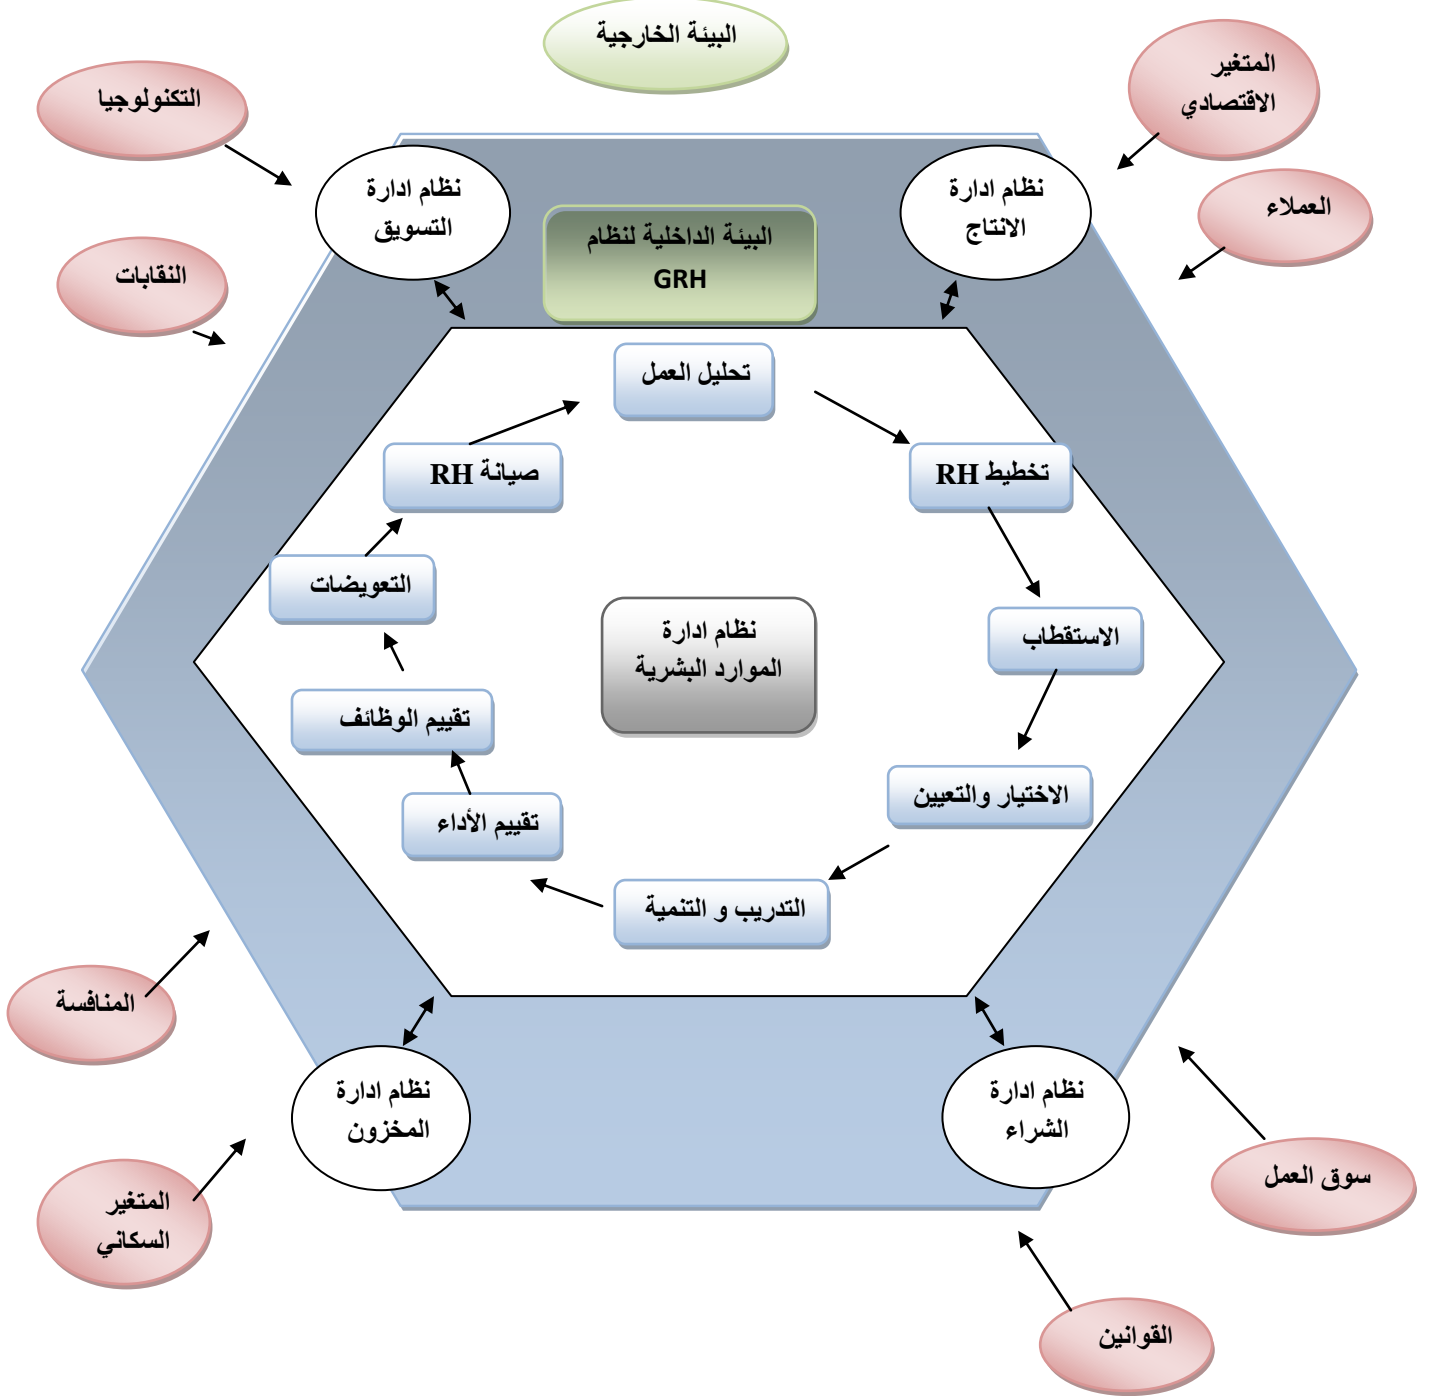 البيئة الخارجية
المتغير
الاقتصادي
التكنولوجيا
العملاء
نظام ادارة
الانتاج
نظام ادارة
التسويق
البيئة الداخلية لنظام
GRH
النقابات
تحليل العمل
تخطيط RH
صيانة RH
التعويضات
الاستقطاب
نظام ادارة
الموارد البشرية
تقييم الوظائف
الاختيار والتعيين
تقييم الأداء
التدريب و التنمية
المنافسة
نظام ادارة
الشراء
نظام ادارة
المخزون
سوق العمل
المتغير
السكاني
القوانين